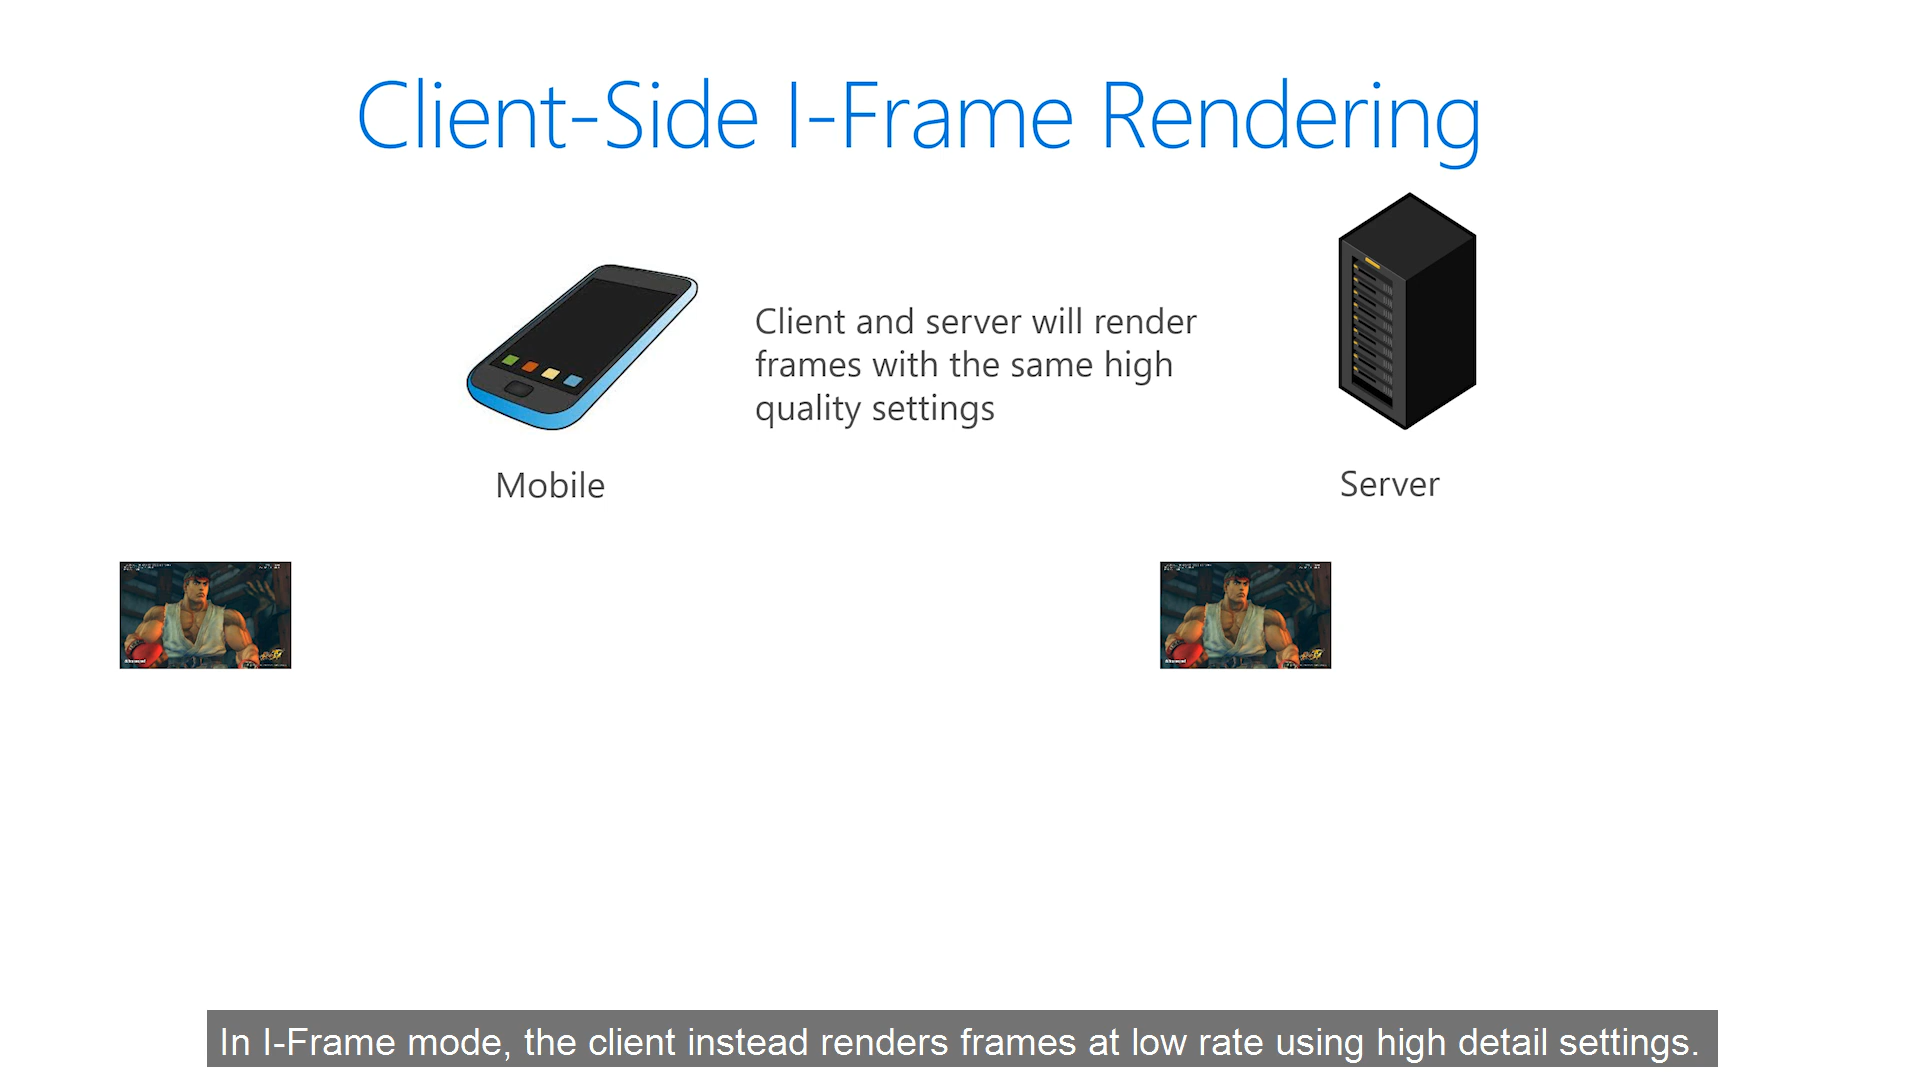 Client-Side I-Frame Rendering
Client and server will render
frames with the same high
quality settings
Mobile
Server
In I-Frame mode, the client instead renders frames at low rate using high detail settings.